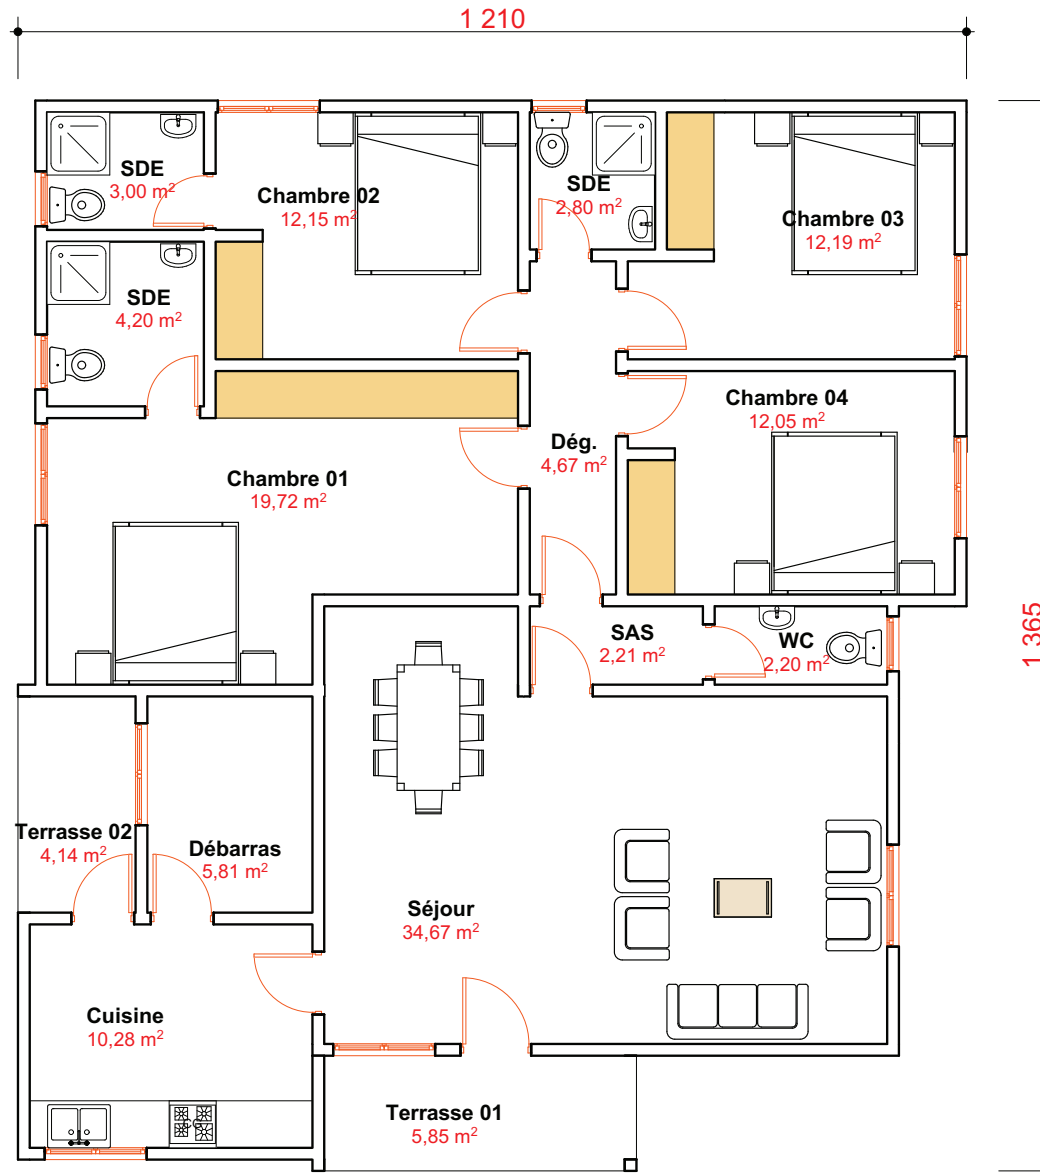 1 210
SDE
3,00 m²
Chambre 02
12,15 m²
SDE
2,80 m²
Chambre 03
12,19 m²
SDE
4,20 m²
Chambre 04
12,05 m²
Dég.
4,67 m²
Chambre 01
19,72 m²
SAS
2,21 m²
WC
2,20 m²
1 365
Terrasse 02
4,14 m²
Débarras
5,81 m²
Séjour
34,67 m²
Cuisine
10,28 m²
Terrasse 01
5,85 m²